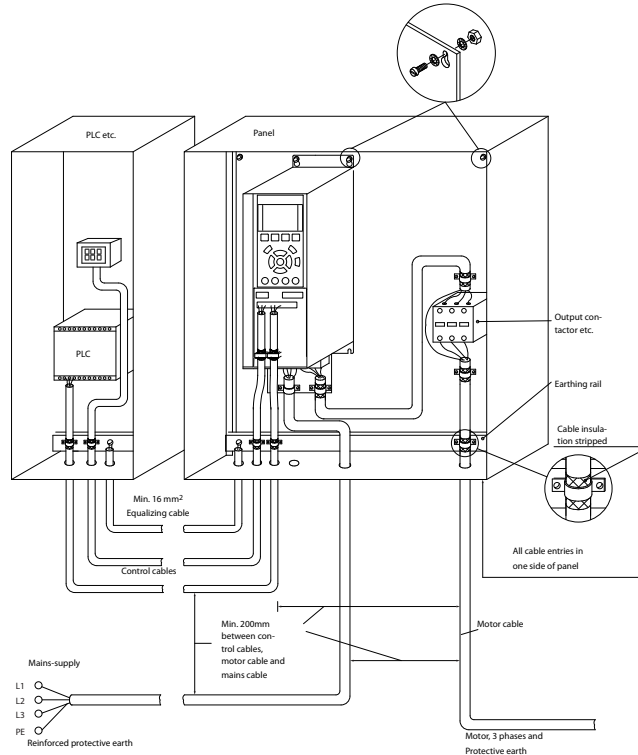 PLC etc.
Panel
PLC
Output con-
tactor etc.
Earthing rail
Cable insula-
tion stripped
Min. 16 mm²
Equalizing cable
Control cables
All cable entries in
one side of panel
Min. 200mm
between con-
trol cables,
motor cable and
mains cable
Motor cable
Mains-supply
L1
L2
L3
PE
Reinforced protective earth
Motor, 3 phases and
Protective earth